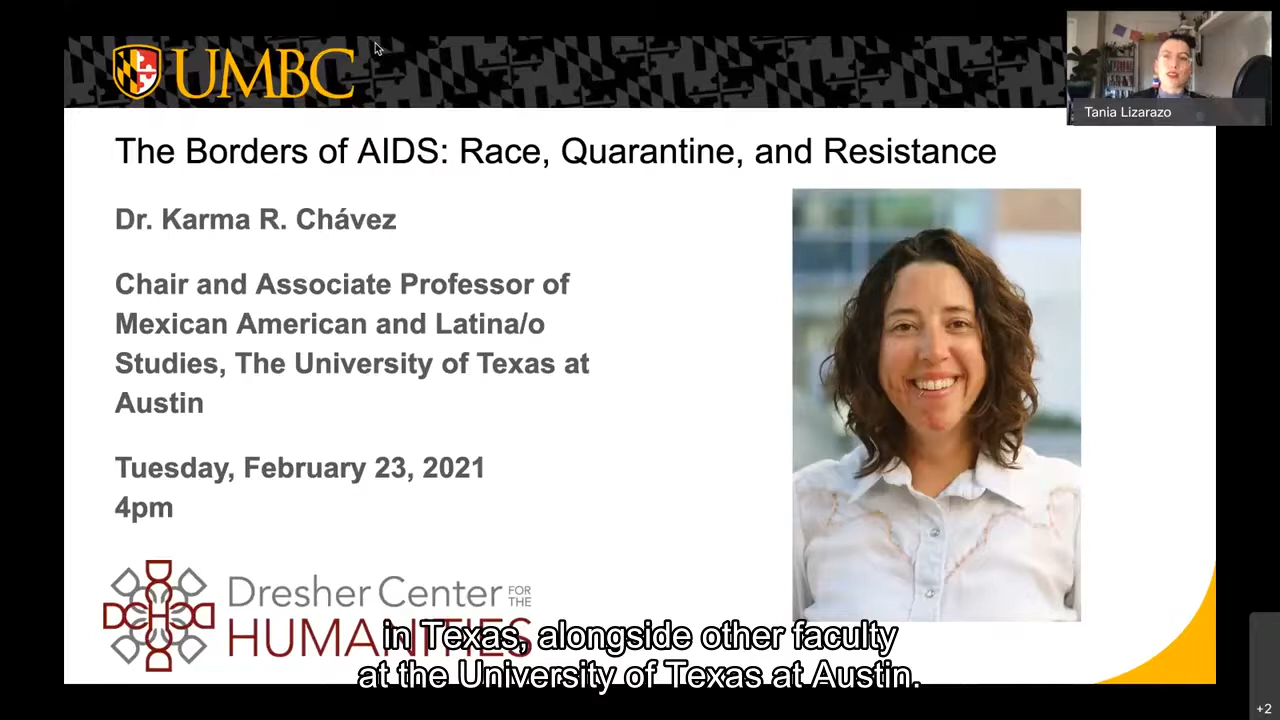 UMBC
Tania Lizarazo
The Borders of AIDS: Race, Quarantine, and Resistance
Dr. Karma R. Chávez
Chair and Associate Professor of
Mexican American and Latina/o
Studies, The University of Texas at
Austin
Tuesday, February 23, 2021
4pm
Dresher Center FOR THE
HUMANITIES
in Texas, alongside other faculty
at the University of Texas at Austin.
+2